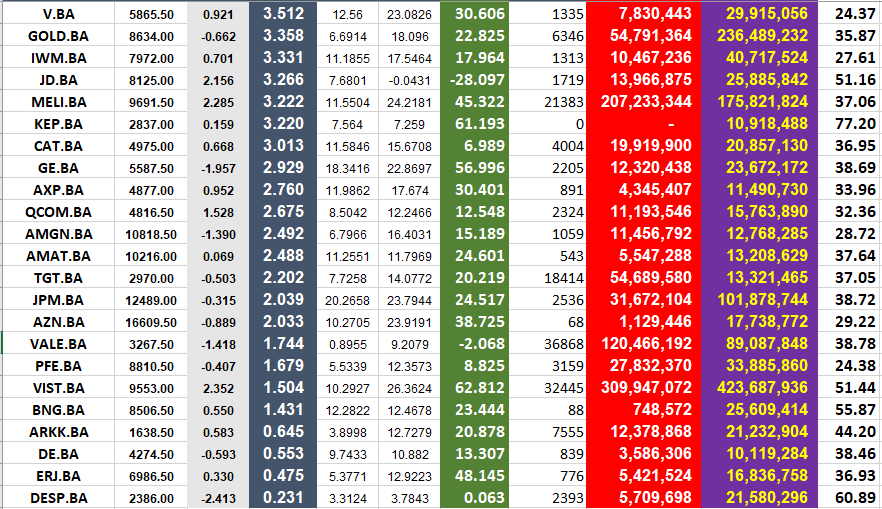 V.BA 5865.50 0.921 3.512 12.56 23.0826 30.606 1335 7,830,443 29,915,056 24.37
GOLD.BA 8634.00 -0.662 3.358 6.6914 18.096 22.825 6346 54,791,364 236,489,232 35.87
IWM.BA 7972.00 0.701 3.331 11.1855 17.5464 17.964 1313 10,467,236 40,717,524 27.61
JD.BA 8125.00 2.156 3.266 7.6801 -0.0431 -28.097 1719 13,966,875 25,885,842 51.16
MELI.BA 9691.50 2.285 3.222 11.5504 24.2181 45.322 21383 207,233,344 175,821,824 37.06
KEP.BA 2837.00 0.159 3.220 7.564 7.259 61.193 0 - 10,918,488 77.20
CAT.BA 4975.00 0.668 3.013 11.5846 15.6708 6.989 4004 19,919,900 20,857,130 36.95
GE.BA 5587.50 -1.957 2.929 18.3416 22.8697 56.996 2205 12,320,438 23,672,172 38.69
AXP.BA 4877.00 0.952 2.760 11.9862 17.674 30.401 891 4,345,407 11,490,730 33.96
QCOM.BA 4816.50 1.528 2.675 8.5042 12.2466 12.548 2324 11,193,546 15,763,890 32.36
AMGN.BA 10818.50 -1.390 2.492 6.7966 16.4031 15.189 1059 11,456,792 12,768,285 28.72
AMAT.BA 10216.00 0.069 2.488 11.2551 11.7969 24.601 543 5,547,288 13,208,629 37.64
TGT.BA 2970.00 -0.503 2.202 7.7258 14.0772 20.219 18414 54,689,580 13,321,465 37.05
JPM.BA 12489.00 -0.315 2.039 20.2658 23.7944 24.517 2536 31,672,104 101,878,744 38.72
AZN.BA 16609.50 -0.889 2.033 10.2705 23.9191 38.725 68 1,129,446 17,738,772 29.22
VALE.BA 3267.50 -1.418 1.744 0.8955 9.2079 -2.068 36868 120,466,192 89,087,848 38.78
PFE.BA 8810.50 -0.407 1.679 5.5339 12.3573 8.825 3159 27,832,370 33,885,860 24.38
VIST.BA 9553.00 2.352 1.504 10.2927 26.3624 62.812 32445 309,947,072 423,687,936 51.44
BNG.BA 8506.50 0.550 1.431 12.2822 12.4678 23.444 88 748,572 25,609,414 55.87
ARKK.BA 1638.50 0.583 0.645 3.8998 12.7279 20.878 7555 12,378,868 21,232,904 44.20
DE.BA 4274.50 -0.593 0.553 9.7433 10.882 13.307 839 3,586,306 10,119,284 38.46
ERJ.BA 6986.50 0.330 0.475 5.3771 12.9223 48.145 776 5,421,524 16,836,758 36.93
DESP.BA 2386.00 -2.413 0.231 3.3124 3.7843 0.063 2393 5,709,698 21,580,296 60.89